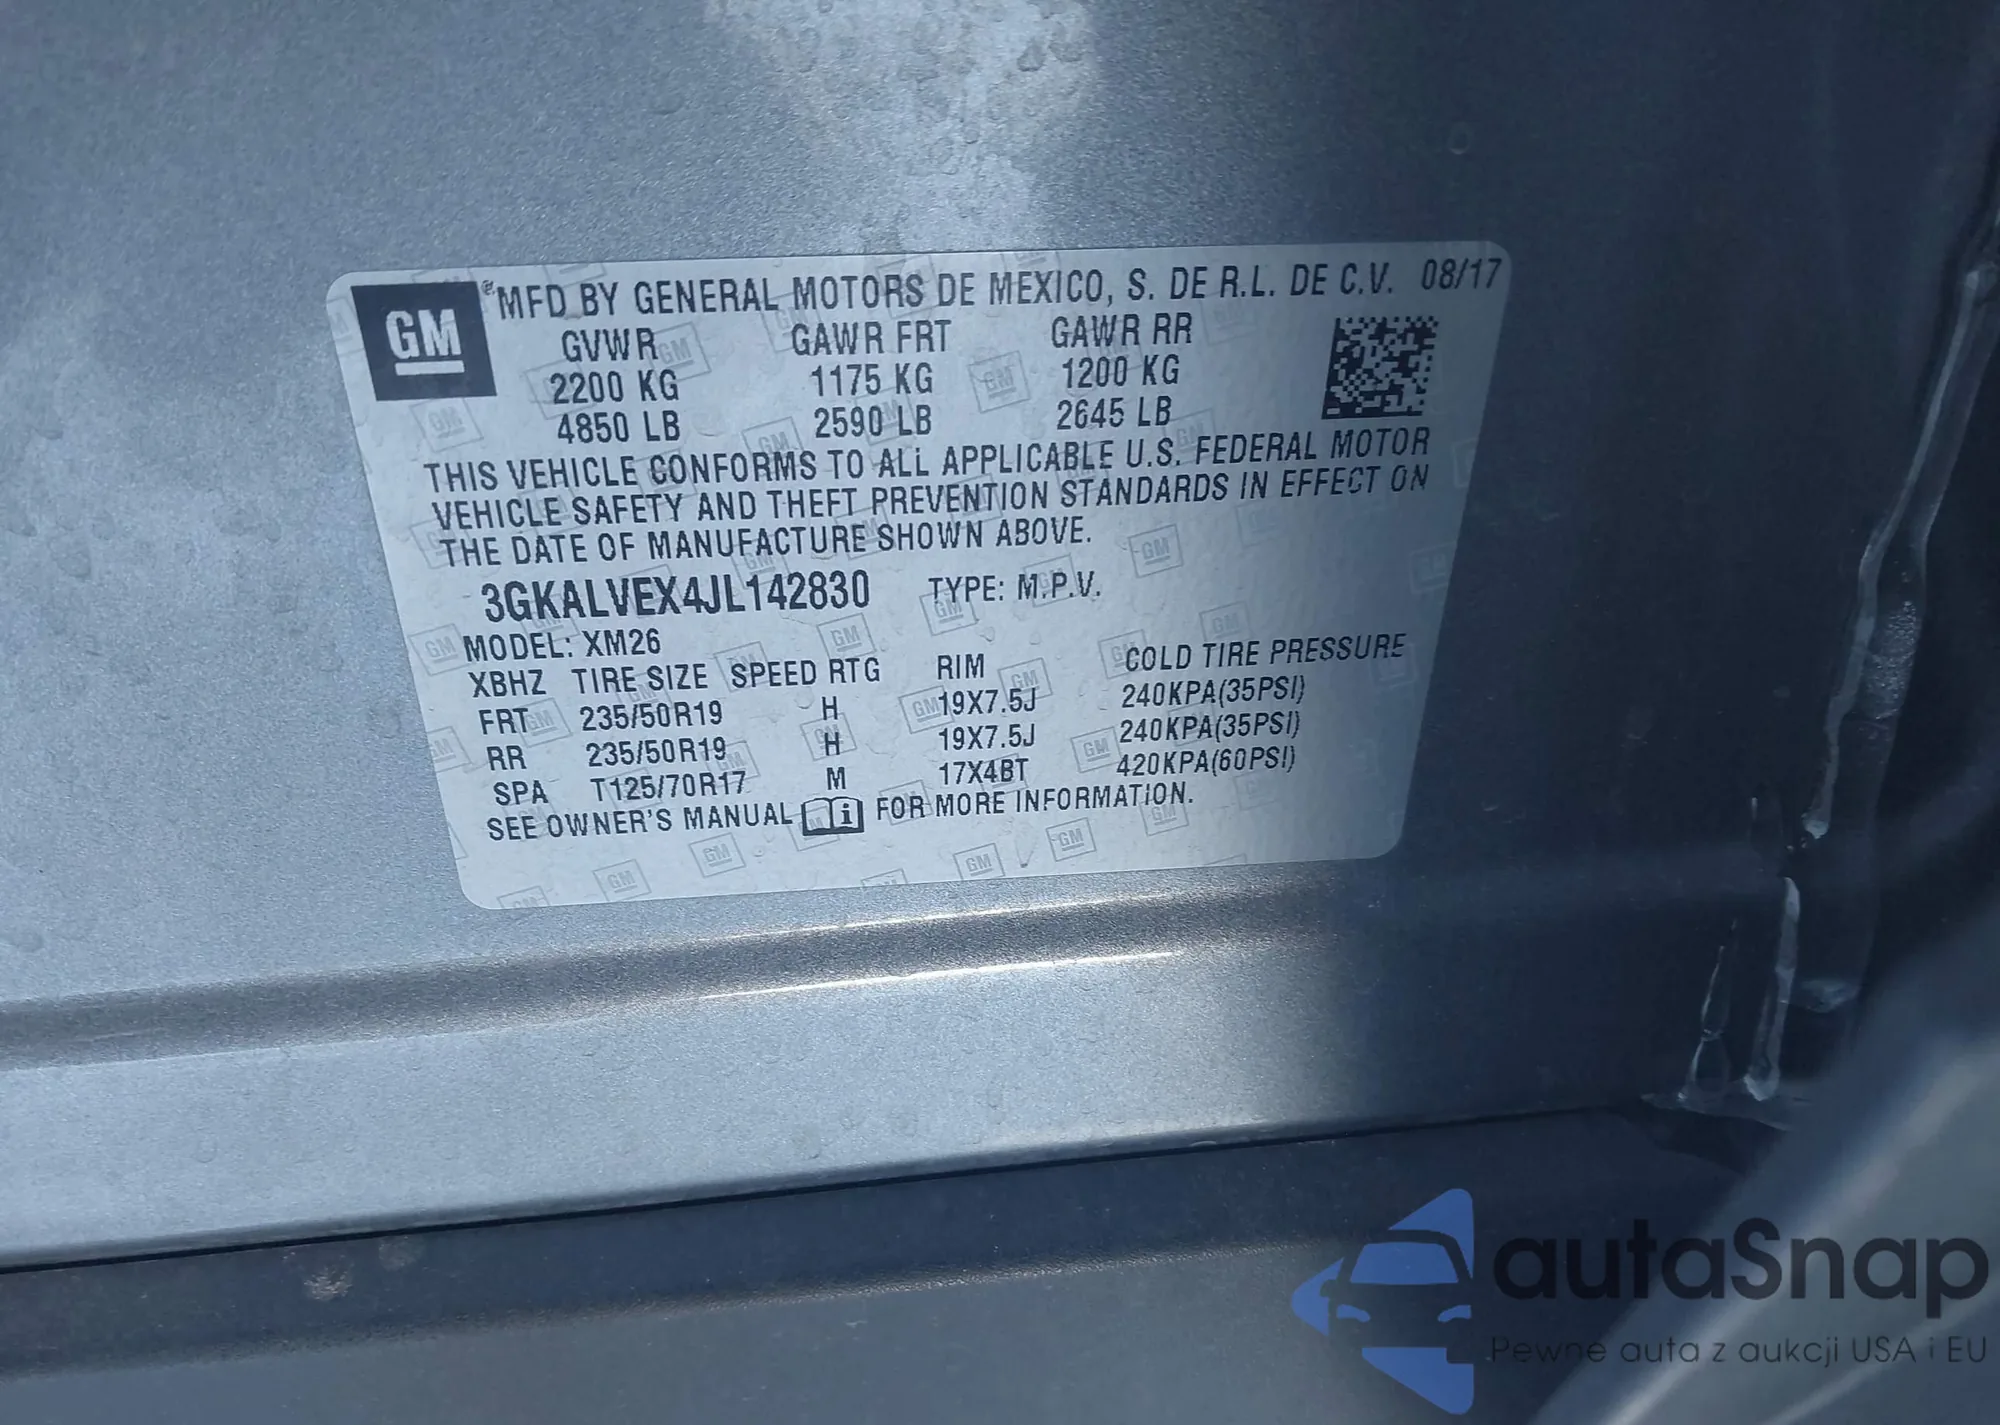 GM MFD BY GENERAL MOTORS DE MEXICO, S. DE R.L. DE C.V. 08/17
GVWR GAWR FRT GAWR RR
2200 KG 1175 KG 1200 KG
4850 LB 2590 LB 2645 LB
THIS VEHICLE CONFORMS TO ALL APPLICABLE U.S. FEDERAL MOTOR
VEHICLE SAFETY AND THEFT PREVENTION STANDARDS IN EFFECT ON
THE DATE OF MANUFACTURE SHOWN ABOVE.
3GKALVEX4JL142830 TYPE: M.P.V.
MODEL: XM26
XBHZ TIRE SIZE SPEED RTG RIM COLD TIRE PRESSURE
FRT 235/50R19 H 19X7.5J 240KPA(35PSI)
RR 235/50R19 H 19X7.5J 240KPA(35PSI)
SPA T125/70R17 M 17X4BT 420KPA(60PSI)
SEE OWNER'S MANUAL i FOR MORE INFORMATION.
autaSnap
Pewne auta z aukcji USA i EU